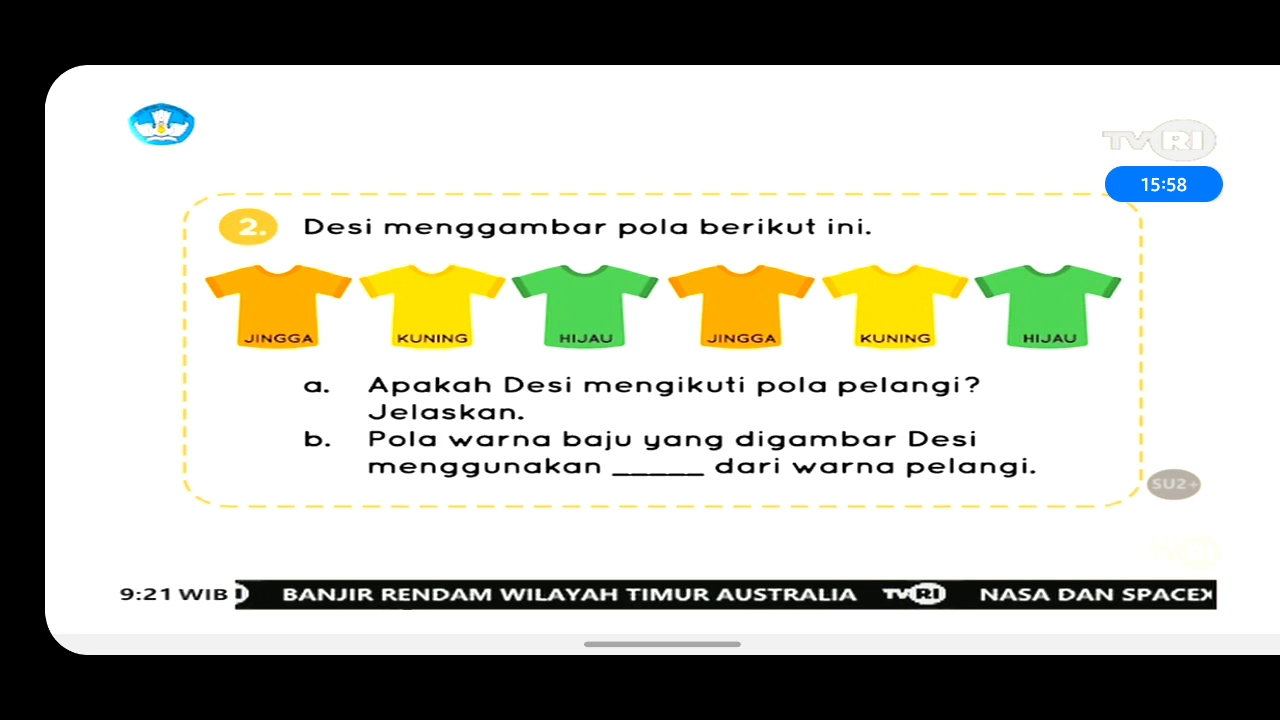 TVRI
15:58
2. Desi menggambar pola berikut ini.
JINGGA KUNING HIJAU JINGGA KUNING HIJAU
a. Apakah Desi mengikuti pola pelangi?
Jelaskan.
b. Pola warna baju yang digambar Desi
menggunakan _____ dari warna pelangi.
SU2+
9:21 WIB BANJIR RENDAM WILAYAH TIMUR AUSTRALIA TVRI NASA DAN SPACEX